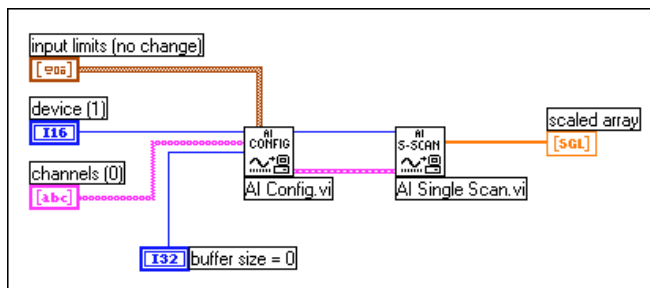 input limits (no change)
device (1)
I16
channels (0)
[abc]
AI
CONFIG
AI Config.vi
AI
S-SCAN
AI Single Scan.vi
scaled array
[SGL]
I32
buffer size = 0